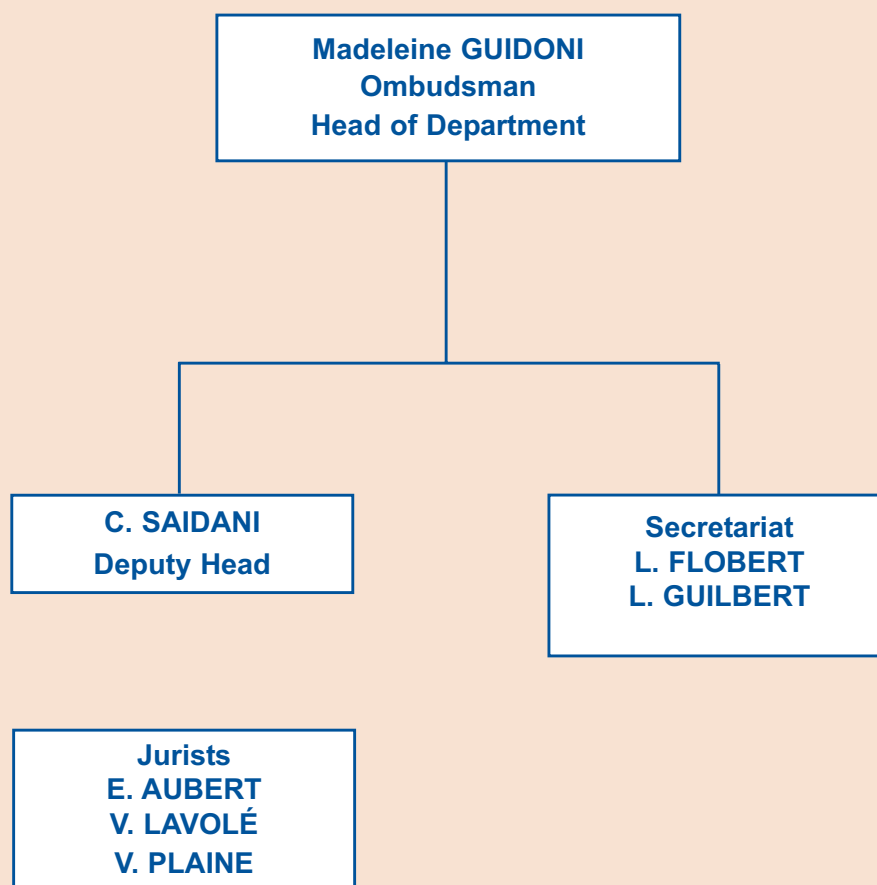 Madeleine GUIDONI
Ombudsman
Head of Department
C. SAIDANI
Deputy Head
Secretariat
L. FLOBERT
L. GUILBERT
Jurists
E. AUBERT
V. LAVOLÉ
V. PLAINE